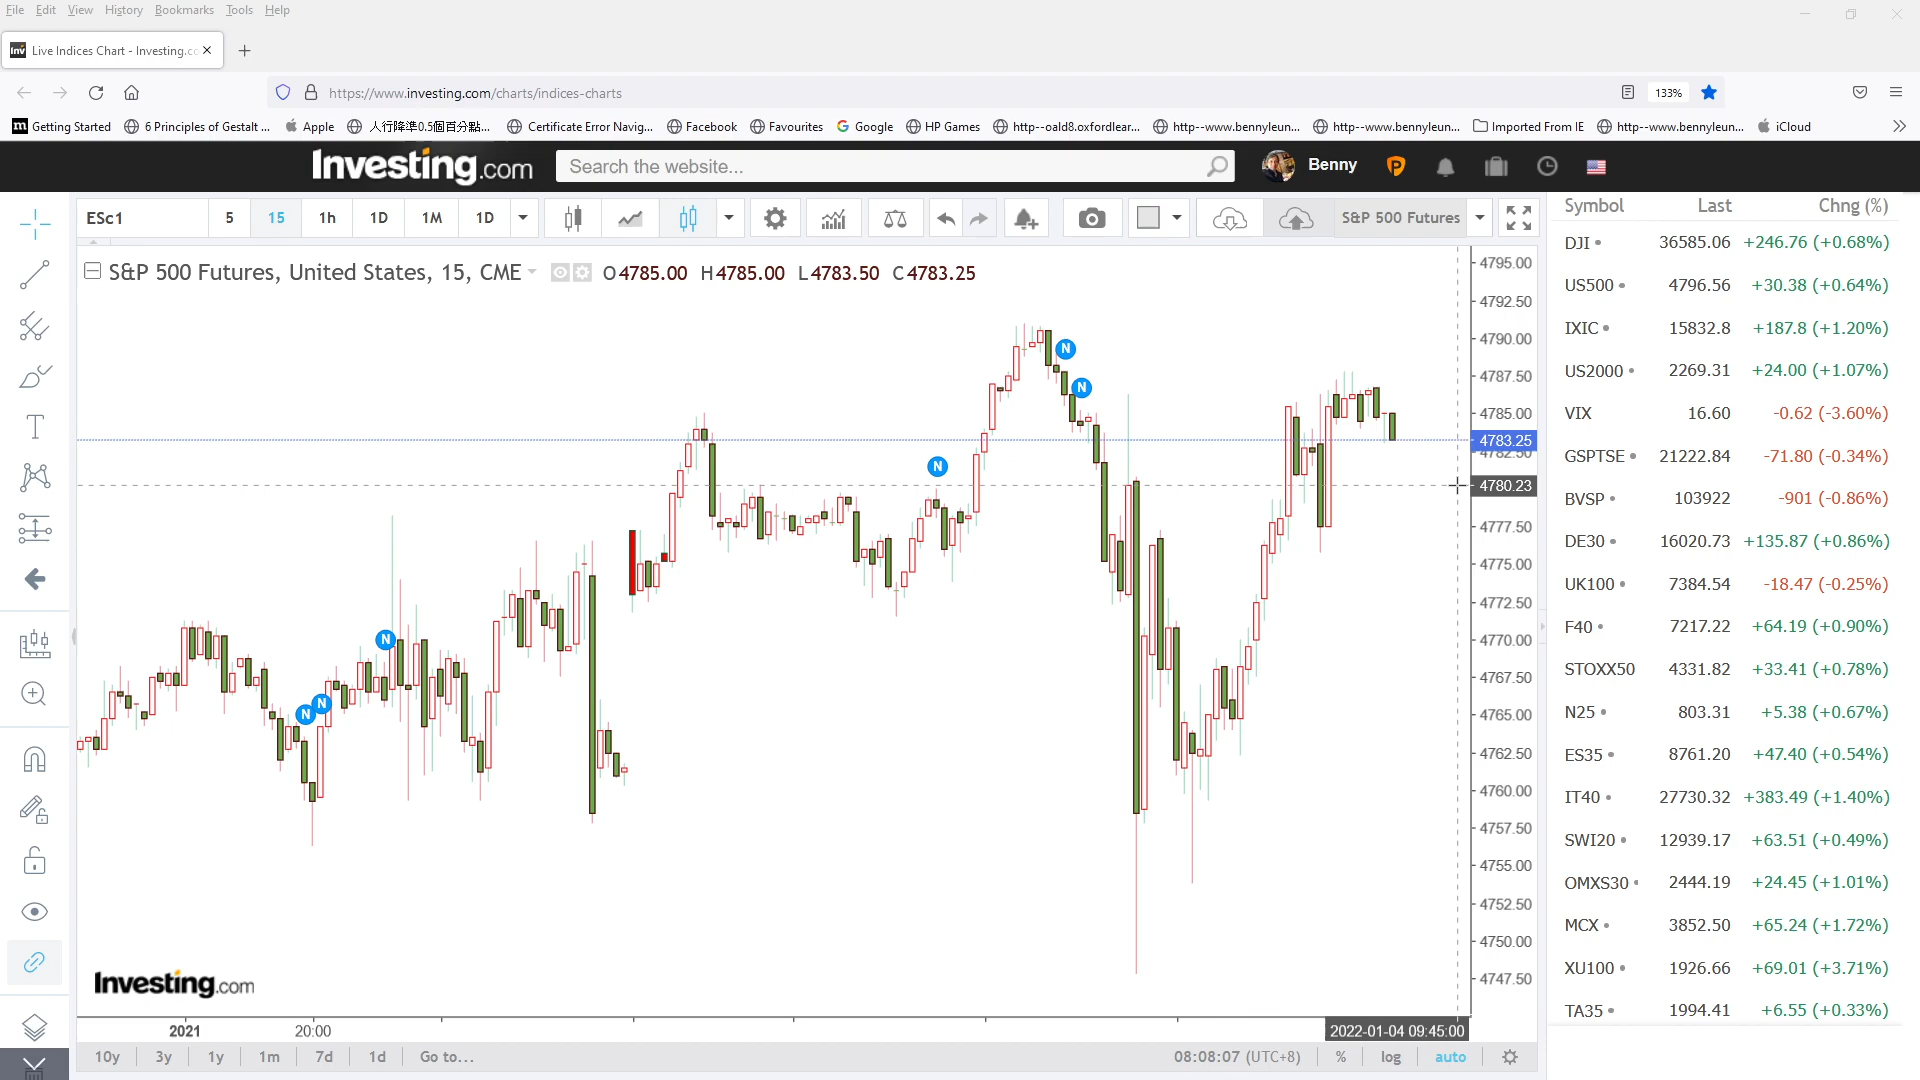 File Edit View History Bookmarks Tools Help
Live Indices Chart - Investing.co
https://www.investing.com/charts/indices-charts
133%
Getting Started
6 Principles of Gestalt ...
Apple
人行降準0.5個百分點...
Certificate Error Navig...
Facebook
Favourites
Google
HP Games
http--oald8.oxfordlear...
http--www.bennyleun...
http--www.bennyleun...
Imported From IE
http--www.bennyleun...
iCloud
Investing.com
Search the website...
Benny
ESc1
5
15
1h
1D
1M
1D
S&P 500 Futures
S&P 500 Futures, United States, 15, CME
O 4785.00 H 4785.00 L 4783.50 C 4783.25
N
N
N
N
N
N
4795.00
4792.50
4790.00
4787.50
4785.00
4783.25
4782.50
4780.23
4777.50
4775.00
4772.50
4770.00
4767.50
4765.00
4762.50
4760.00
4757.50
4755.00
4752.50
4750.00
4747.50
Investing.com
2021
20:00
2022-01-04 09:45:00
10y
3y
1y
1m
7d
1d
Go to...
08:08:07 (UTC+8)
%
log
auto
Symbol Last Chng (%)
DJI 36585.06 +246.76 (+0.68%)
US500 4796.56 +30.38 (+0.64%)
IXIC 15832.8 +187.8 (+1.20%)
US2000 2269.31 +24.00 (+1.07%)
VIX 16.60 -0.62 (-3.60%)
GSPTSE 21222.84 -71.80 (-0.34%)
BVSP 103922 -901 (-0.86%)
DE30 16020.73 +135.87 (+0.86%)
UK100 7384.54 -18.47 (-0.25%)
F40 7217.22 +64.19 (+0.90%)
STOXX50 4331.82 +33.41 (+0.78%)
N25 803.31 +5.38 (+0.67%)
ES35 8761.20 +47.40 (+0.54%)
IT40 27730.32 +383.49 (+1.40%)
SWI20 12939.17 +63.51 (+0.49%)
OMXS30 2444.19 +24.45 (+1.01%)
MCX 3852.50 +65.24 (+1.72%)
XU100 1926.66 +69.01 (+3.71%)
TA35 1994.41 +6.55 (+0.33%)